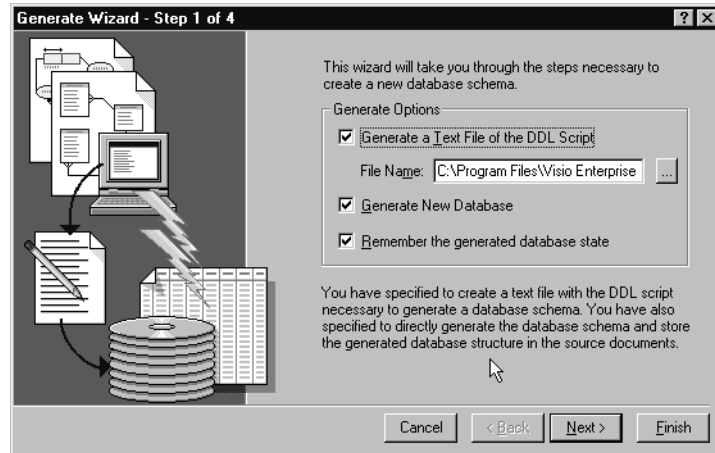 Generate Wizard - Step 1 of 4
This wizard will take you through the steps necessary to
create a new database schema.
Generate Options
Generate a Text File of the DDL Script
File Name: C:\Program Files\Visio Enterprise ...
Generate New Database
Remember the generated database state
You have specified to create a text file with the DDL script
necessary to generate a database schema. You have also
specified to directly generate the database schema and store
the generated database structure in the source documents.
Cancel < Back Next > Finish